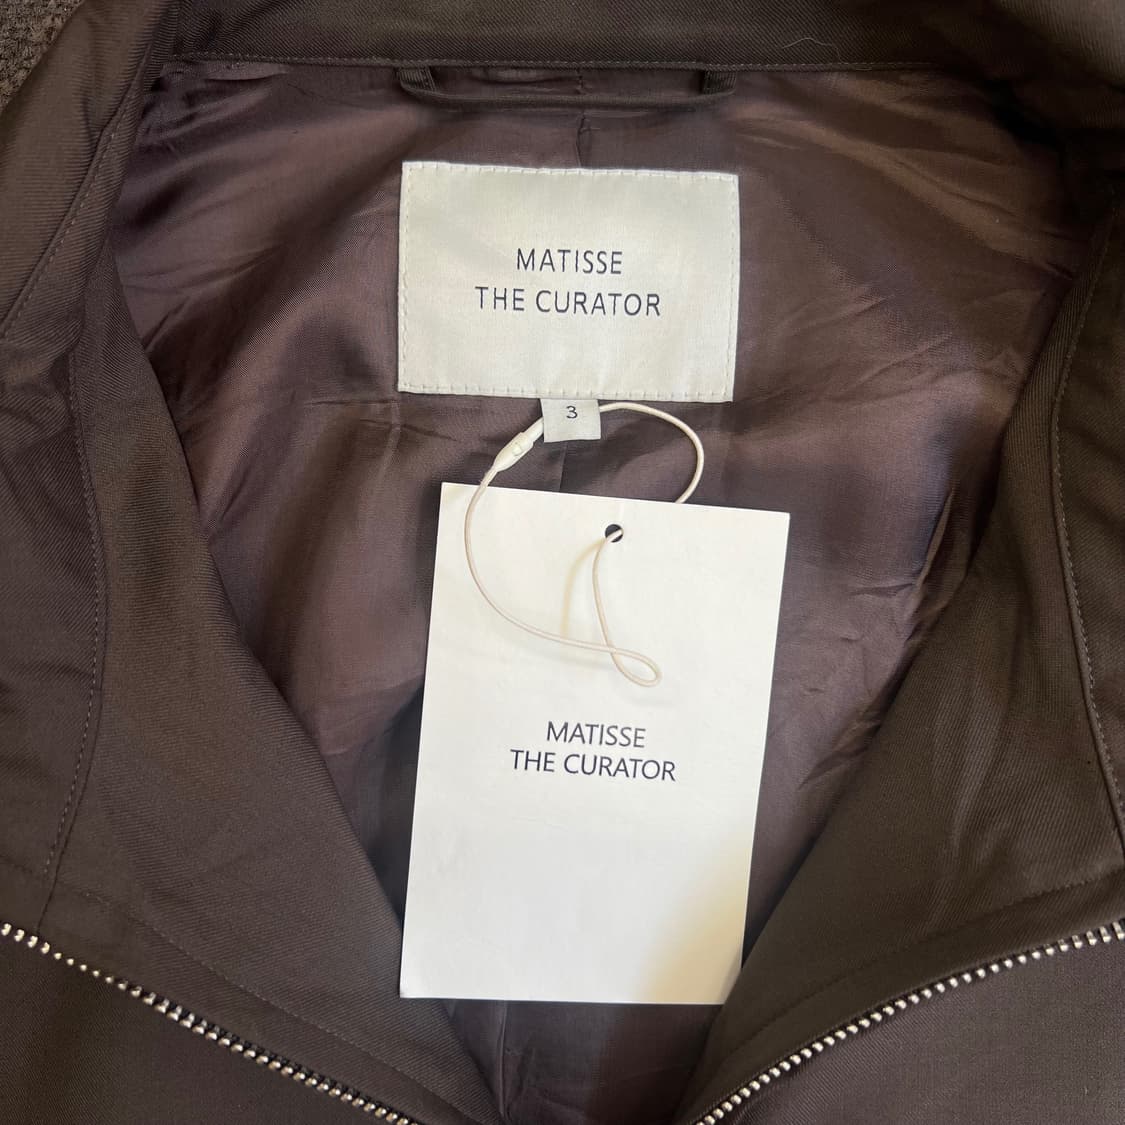 MATISSE
THE CURATOR
3
MATISSE
THE CURATOR